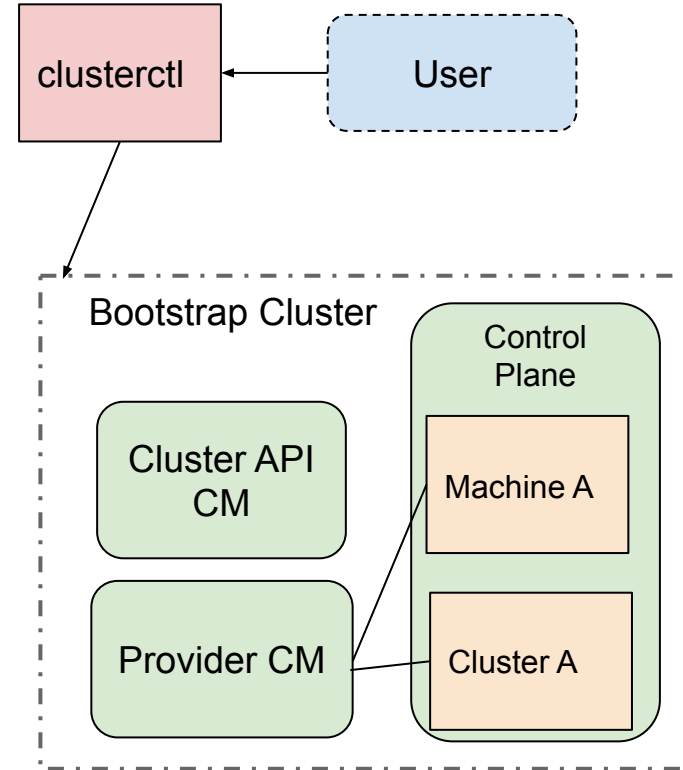 clusterctl
User
Bootstrap Cluster
Control
Plane
Cluster API
CM
Machine A
Provider CM
Cluster A